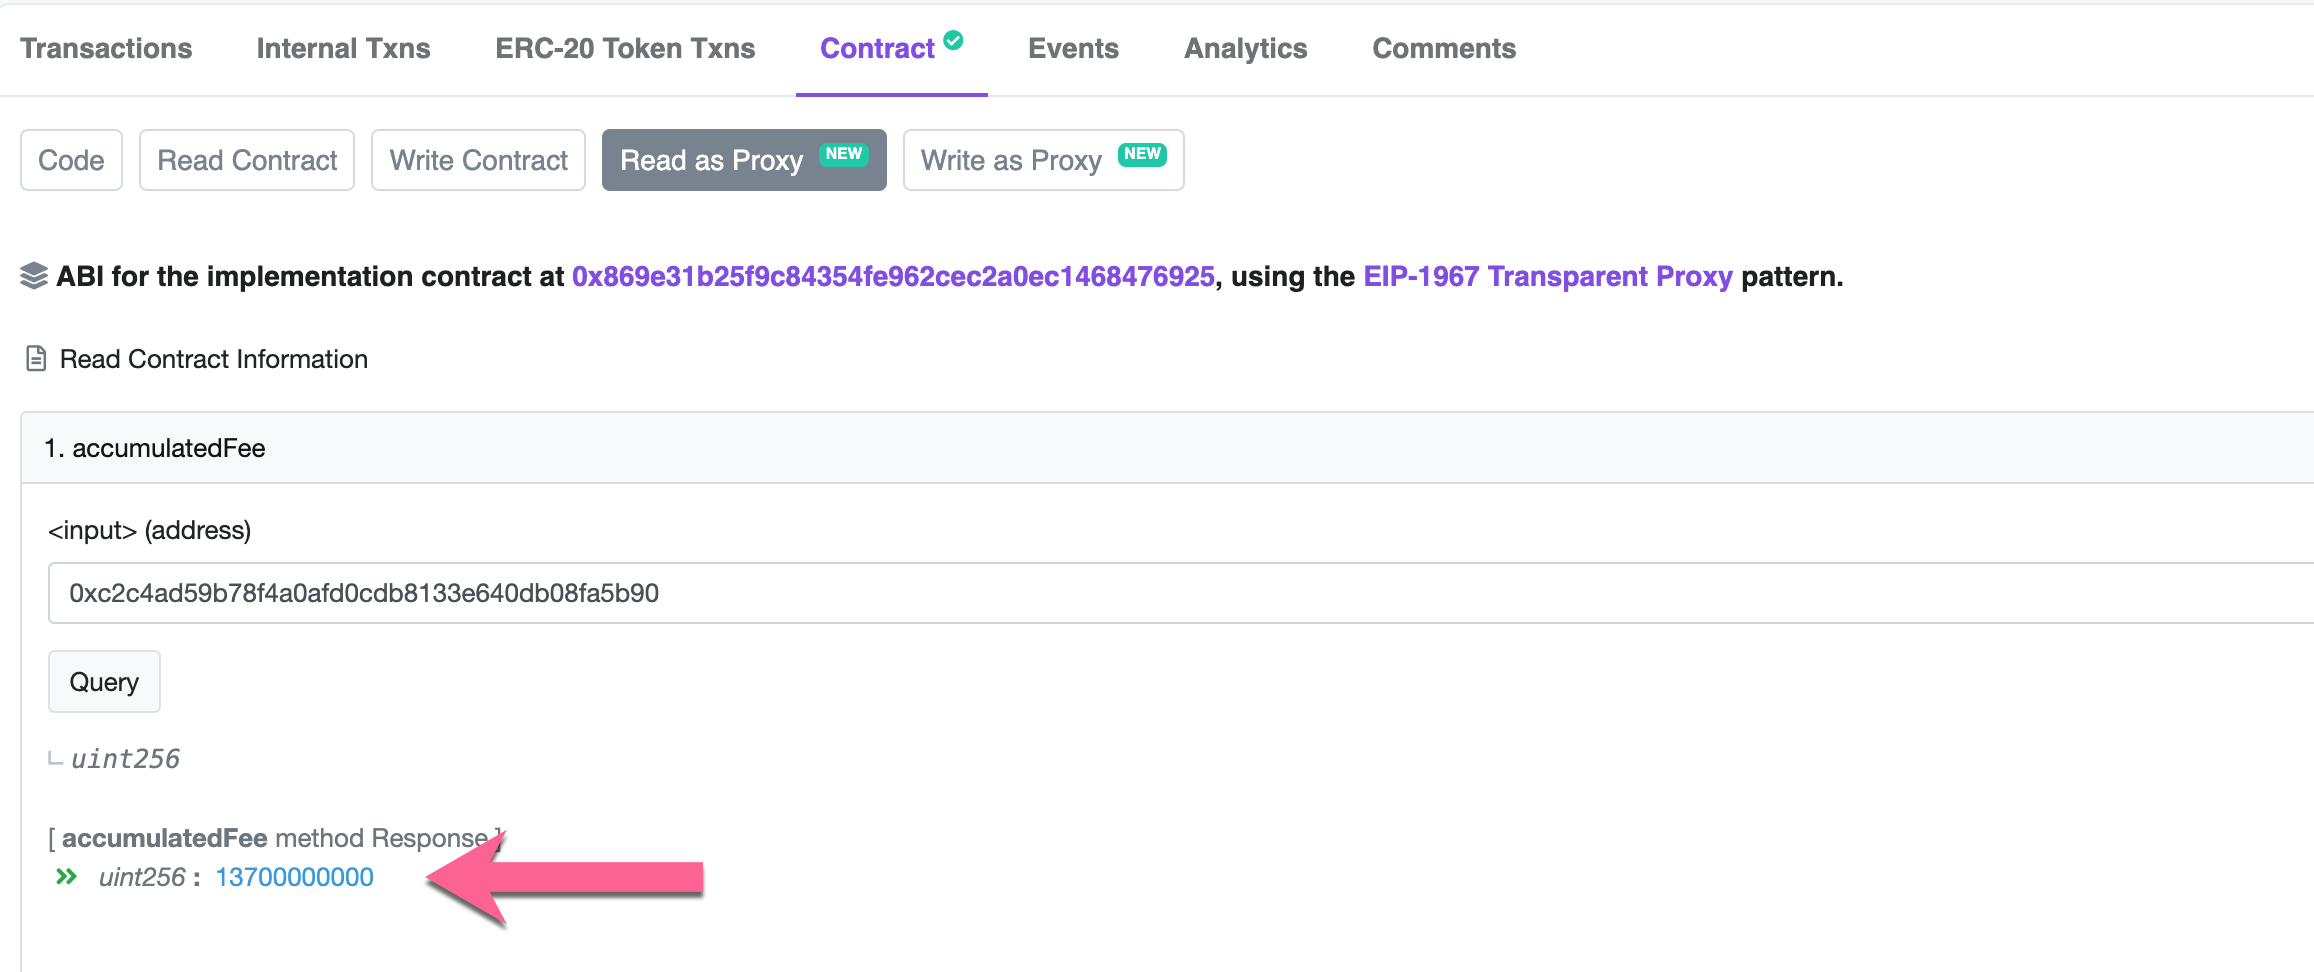 Transactions Internal Txns ERC-20 Token Txns Contract Events Analytics Comments
Code Read Contract Write Contract Read as Proxy NEW Write as Proxy NEW
ABI for the implementation contract at 0x869e31b25f9c84354fe962cec2a0ec1468476925, using the EIP-1967 Transparent Proxy pattern.
Read Contract Information
1. accumulatedFee
<input> (address)
0xc2c4ad59b78f4a0afd0cdb8133e640db08fa5b90
Query
uint256
[ accumulatedFee method Response ]
uint256 : 13700000000